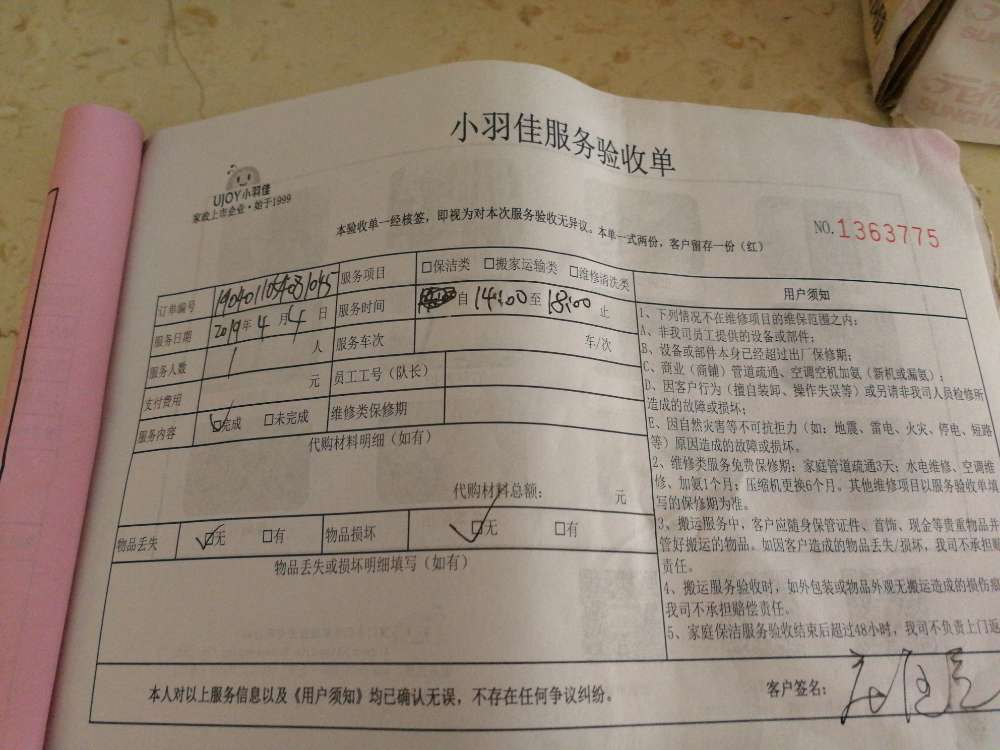 小羽佳服务验收单
UJOY小羽佳
家政上市企业·始于1999
本验收单一经核签，即视为对本次服务验收无异议。本单一式两份，客户留存一份（红）
NO.1363775
订单编号
服务项目 □保洁类 □搬家运输类 □维修清洗类
服务日期 2019年4月4日 服务时间 自14:00至18:00止
服务人数 1人 服务车次 车/次
支付费用 元 员工工号（队长）
服务内容 ☑完成 □未完成 维修类保修期
代购材料明细（如有）
代购材料总额： 元
物品丢失 ☑无 □有 物品损坏 ☑无 □有
物品丢失或损坏明细填写（如有）
用户须知
1、下列情况不在维修项目的维保范围之内：
A、非我司员工提供的设备或部件；
B、设备或部件本身已经超过出厂保修期；
C、商业（商铺）管道疏通、空调空机加氨（新机或漏氨）；
D、因客户行为（擅自装卸、操作失误等）或另请非我司人员检修所
造成的故障或损坏；
E、因自然灾害等不可抗拒力（如：地震、雷电、火灾、停电、短路
等）原因造成的故障或损坏。
2、维修类服务免费保修期：家庭管道疏通3天；水电维修、空调维
修、加氨1个月；压缩机更换6个月。其他维修项目以服务验收单填
写的保修期为准。
3、搬运服务中，客户应随身保管证件、首饰、现金等贵重物品并
管好搬运的物品。如因客户造成的物品丢失/损坏，我司不承担赔
责任。
4、搬运服务验收时，如外包装或物品外观无搬运造成的损伤痕
我司不承担赔偿责任。
5、家庭保洁服务验收结束后超过48小时，我司不负责上门返
本人对以上服务信息以及《用户须知》均已确认无误，不存在任何争议纠纷。
客户签名：